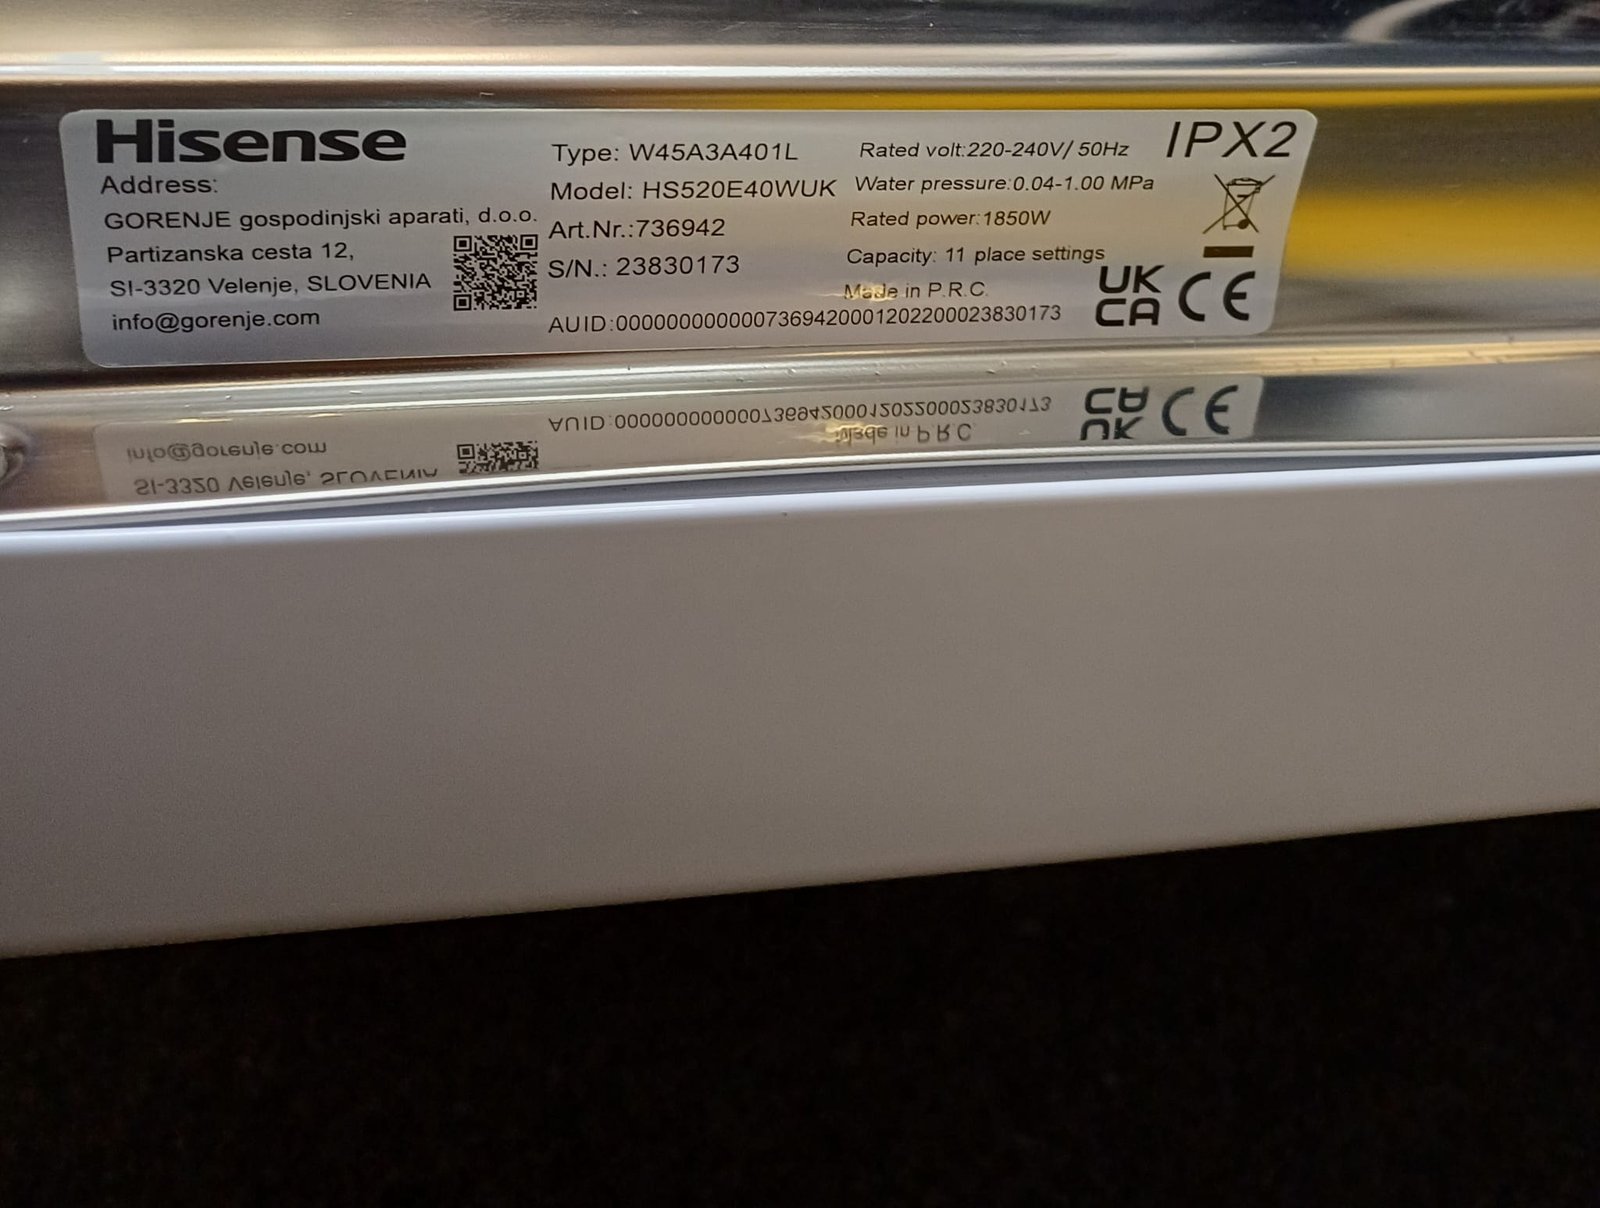 Hisense
Address:
GORENJE gospodinjski aparati, d.o.o.
Partizanska cesta 12,
SI-3320 Velenje, SLOVENIA
info@gorenje.com
Type: W45A3A401L
Model: HS520E40WUK
Art.Nr.:736942
S/N.: 23830173
AUID:0000000000007369420001202200023830173
Rated volt:220-240V/ 50Hz
Water pressure:0.04-1.00 MPa
Rated power:1850W
Capacity: 11 place settings
Made in P.R.C.
IPX2
UK
CA CE